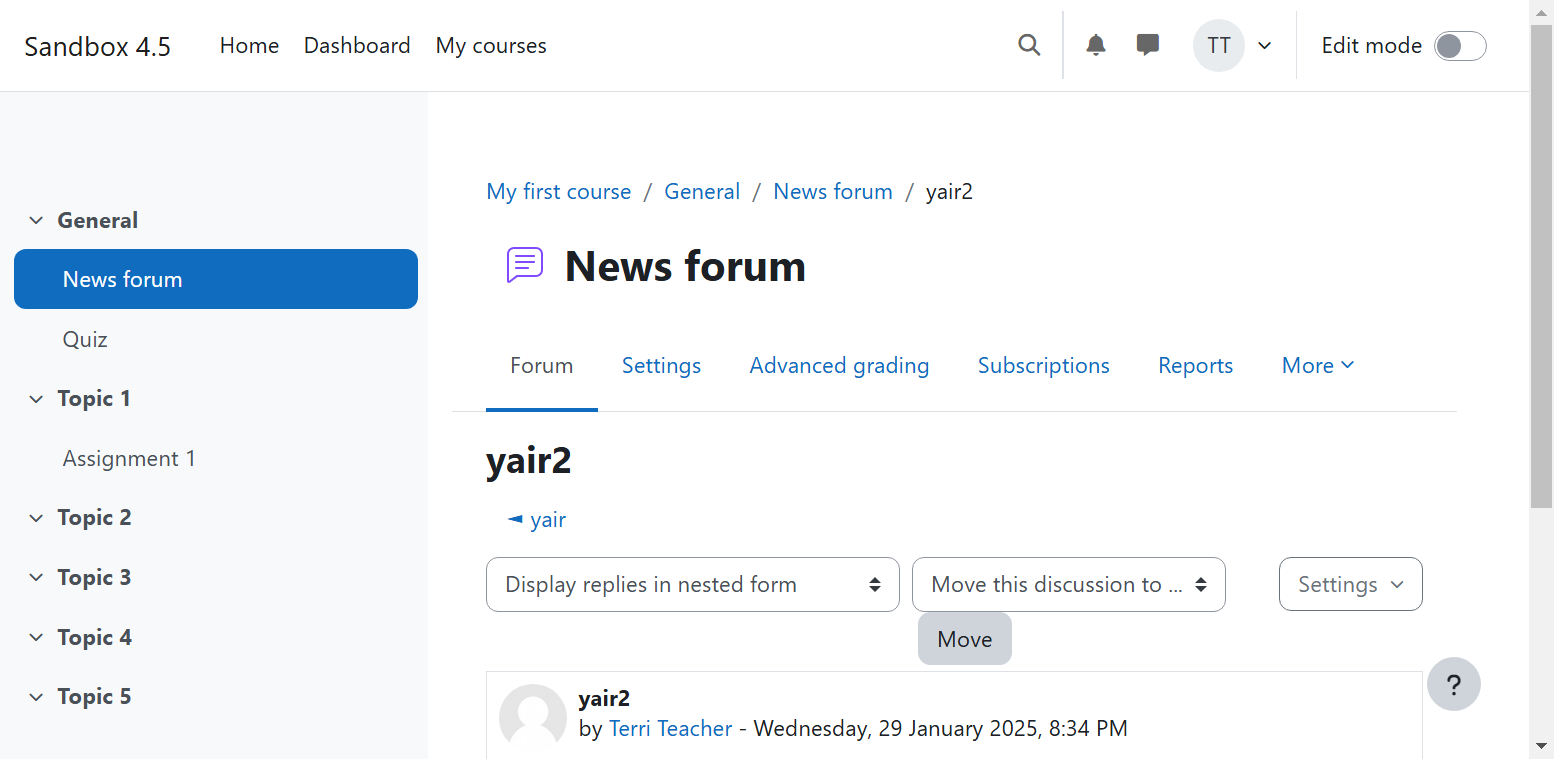 Sandbox 4.5 Home Dashboard My courses TT Edit mode
General
News forum
Quiz
Topic 1
Assignment 1
Topic 2
Topic 3
Topic 4
Topic 5
My first course / General / News forum / yair2
News forum
Forum Settings Advanced grading Subscriptions Reports More
yair2
◄ yair
Display replies in nested form Move this discussion to ... Settings
Move
?
yair2
by Terri Teacher - Wednesday, 29 January 2025, 8:34 PM